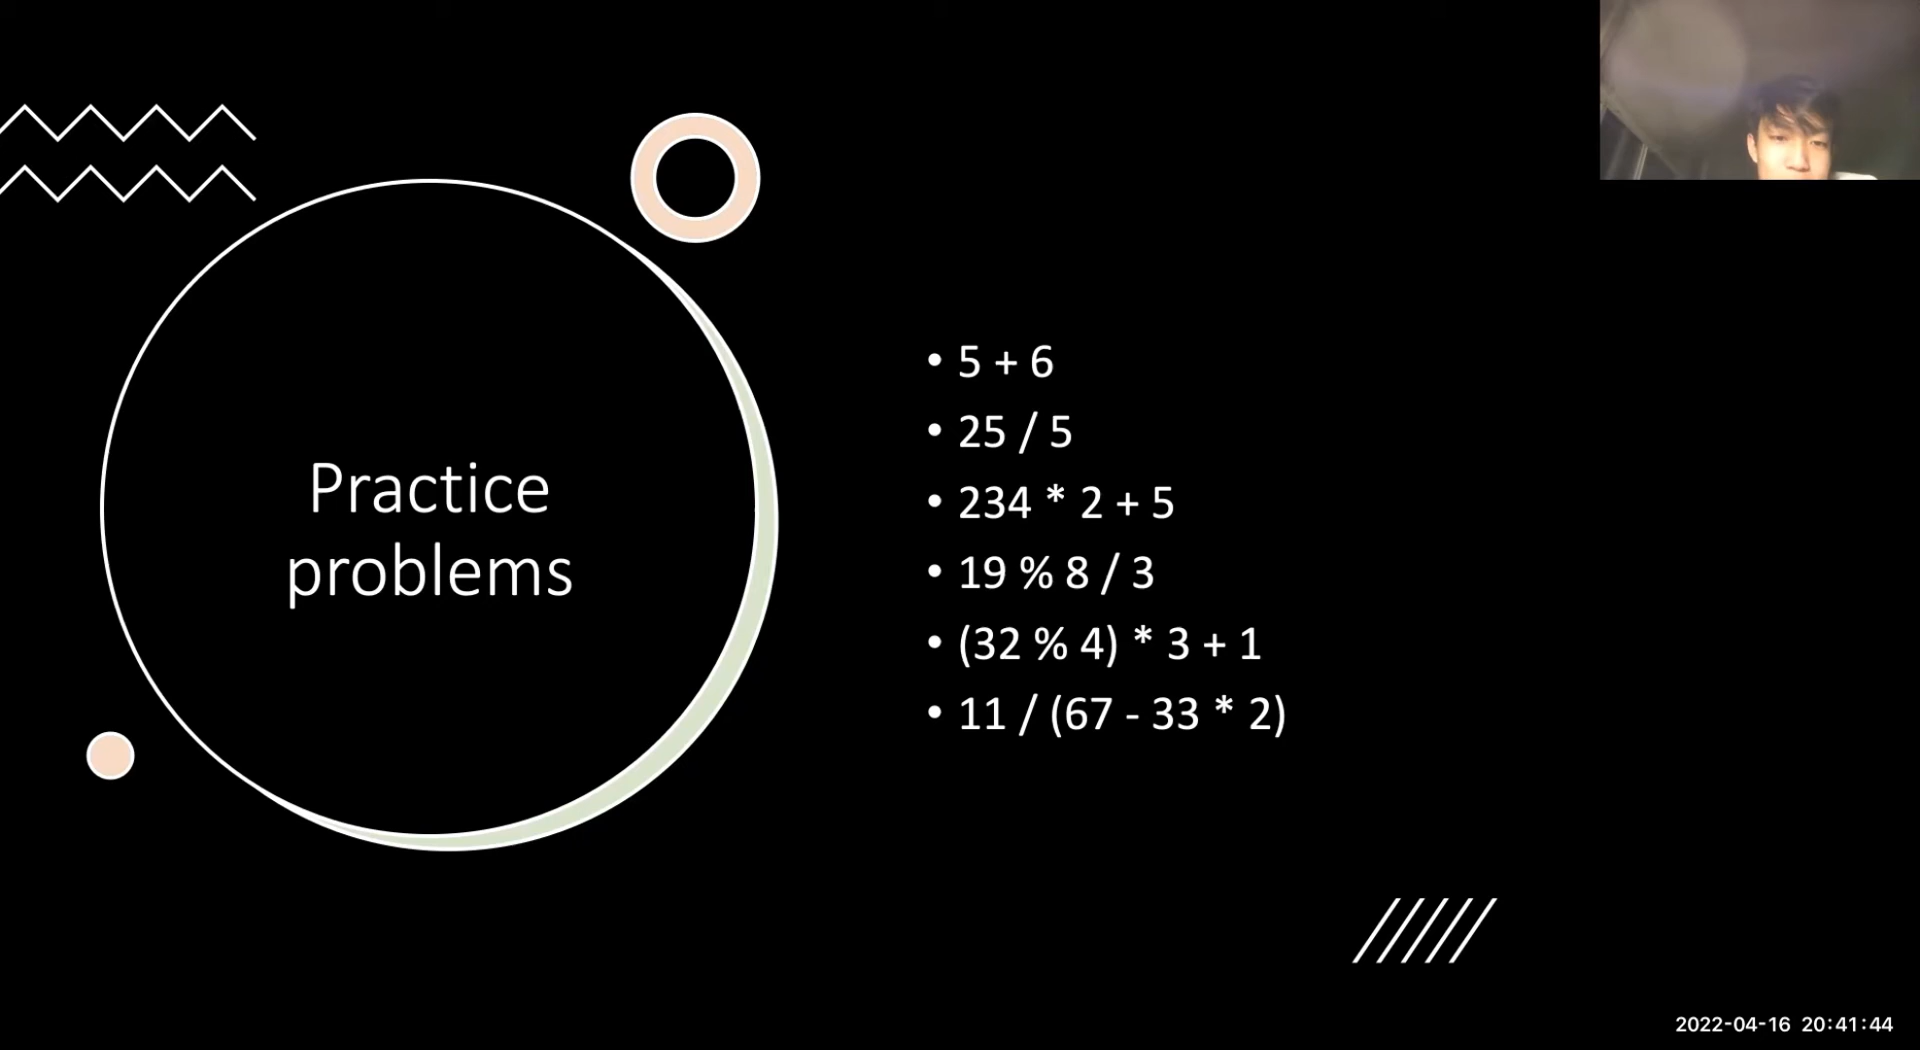 Practice
problems
• 5 + 6
• 25 / 5
• 234 * 2 + 5
• 19 % 8 / 3
• (32 % 4) * 3 + 1
• 11 / (67 - 33 * 2)
2022-04-16 20:41:44